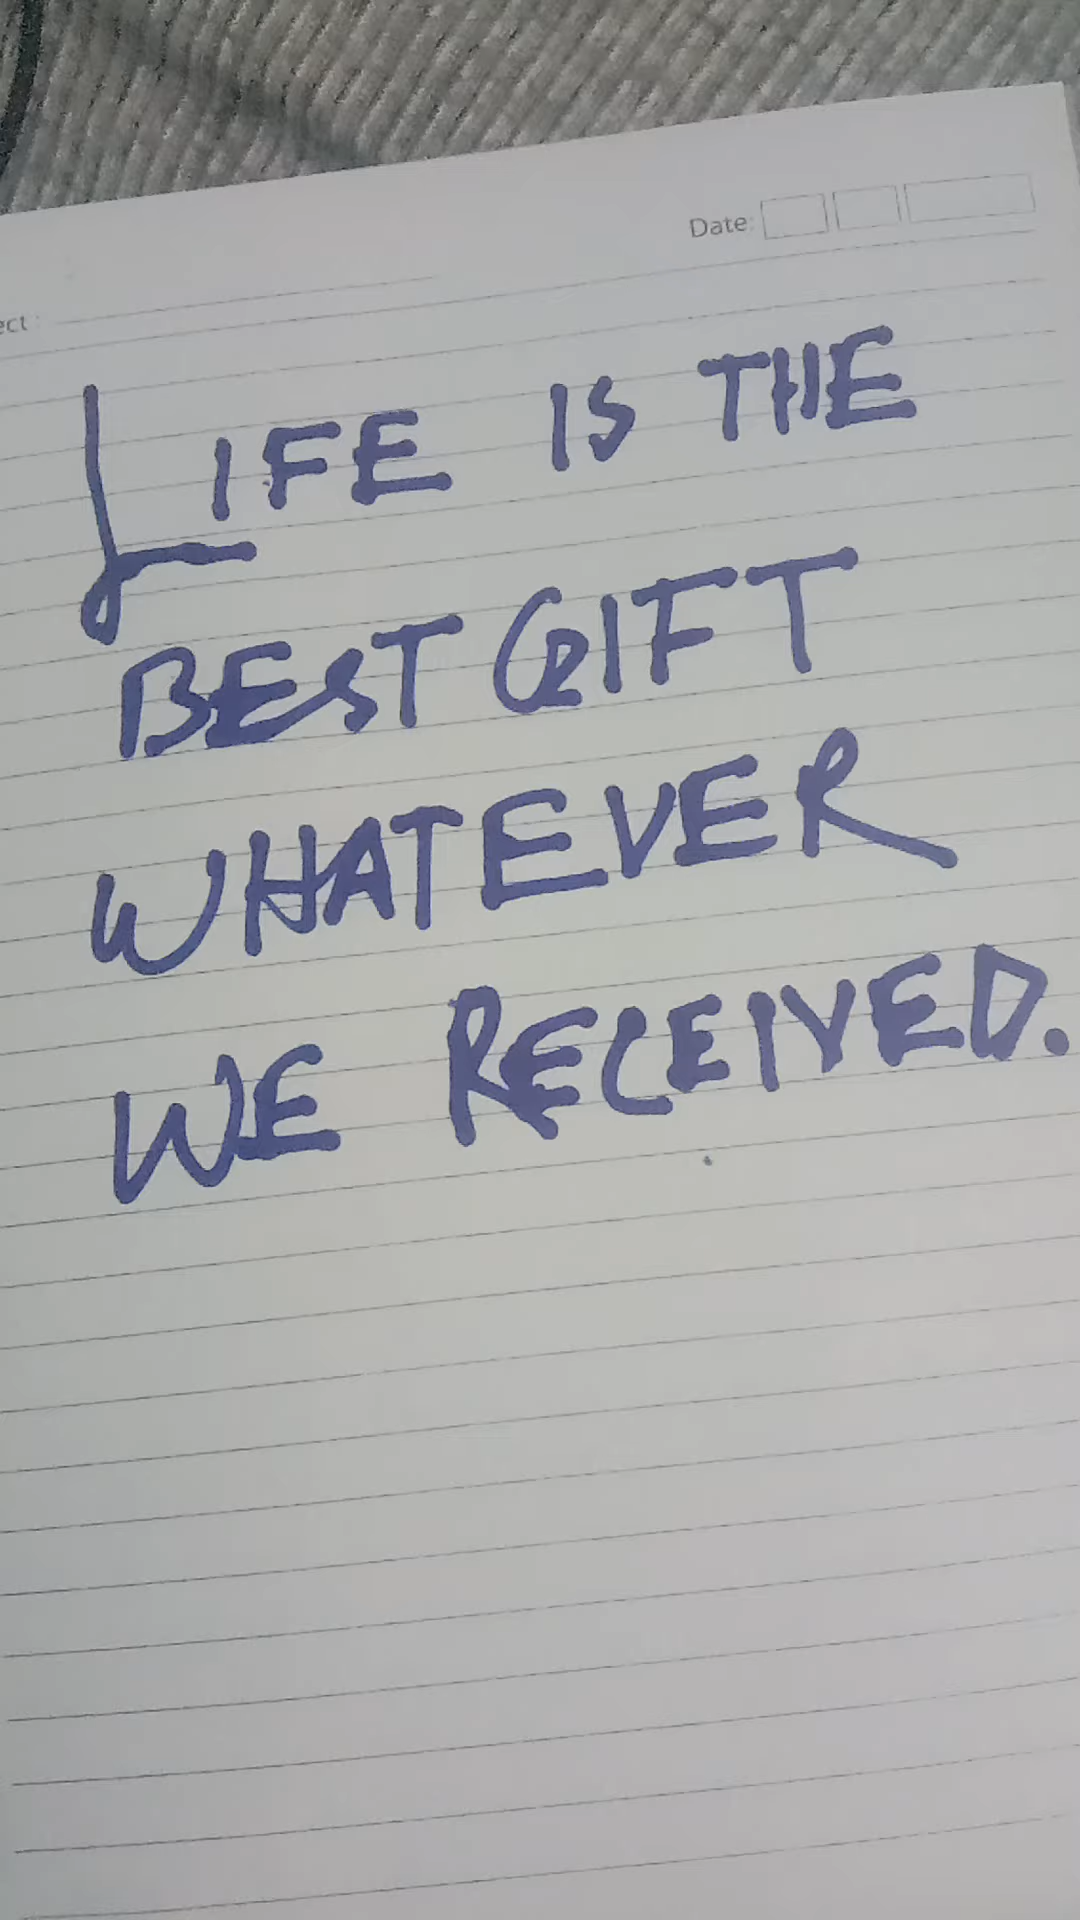 Date:
ect :
LIFE IS THE
BEST GIFT
WHATEVER
WE RECEIVED.